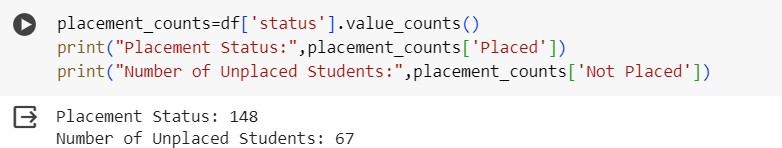 placement_counts=df['status'].value_counts()
print("Placement Status:",placement_counts['Placed'])
print("Number of Unplaced Students:",placement_counts['Not Placed'])
Placement Status: 148
Number of Unplaced Students: 67